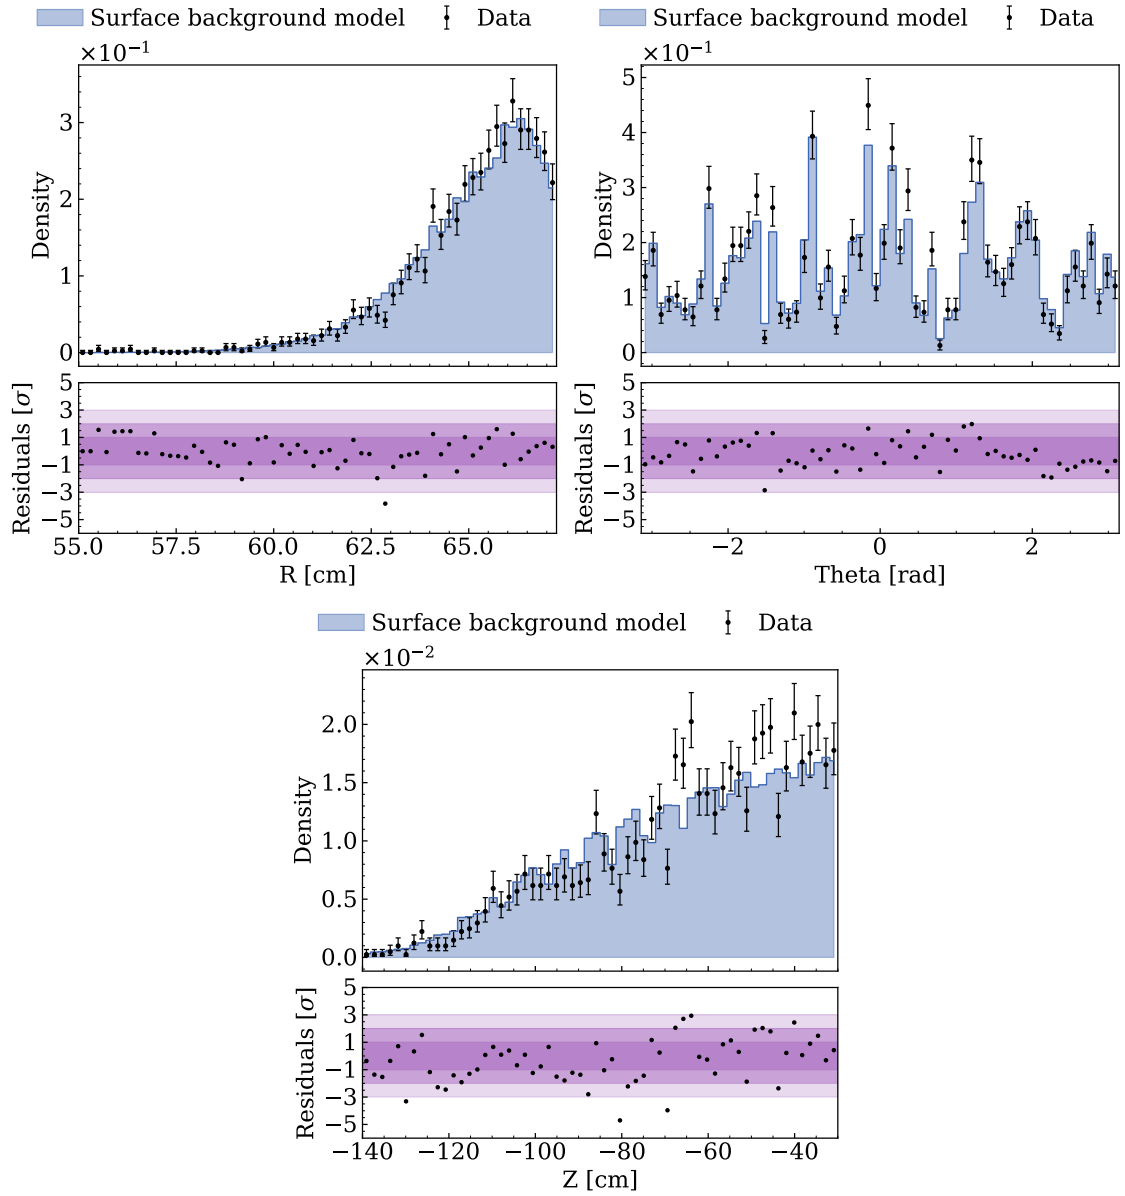 Surface background model Data
×10⁻¹
3
2
1
0
Density
5
3
1
−1
−3
−5
Residuals [σ]
55.0 57.5 60.0 62.5 65.0
R [cm]
Surface background model Data
×10⁻¹
5
4
3
2
1
0
Density
5
3
1
−1
−3
−5
Residuals [σ]
−2 0 2
Theta [rad]
Surface background model Data
×10⁻²
2.0
1.5
1.0
0.5
0.0
Density
5
3
1
−1
−3
−5
Residuals [σ]
−140 −120 −100 −80 −60 −40
Z [cm]